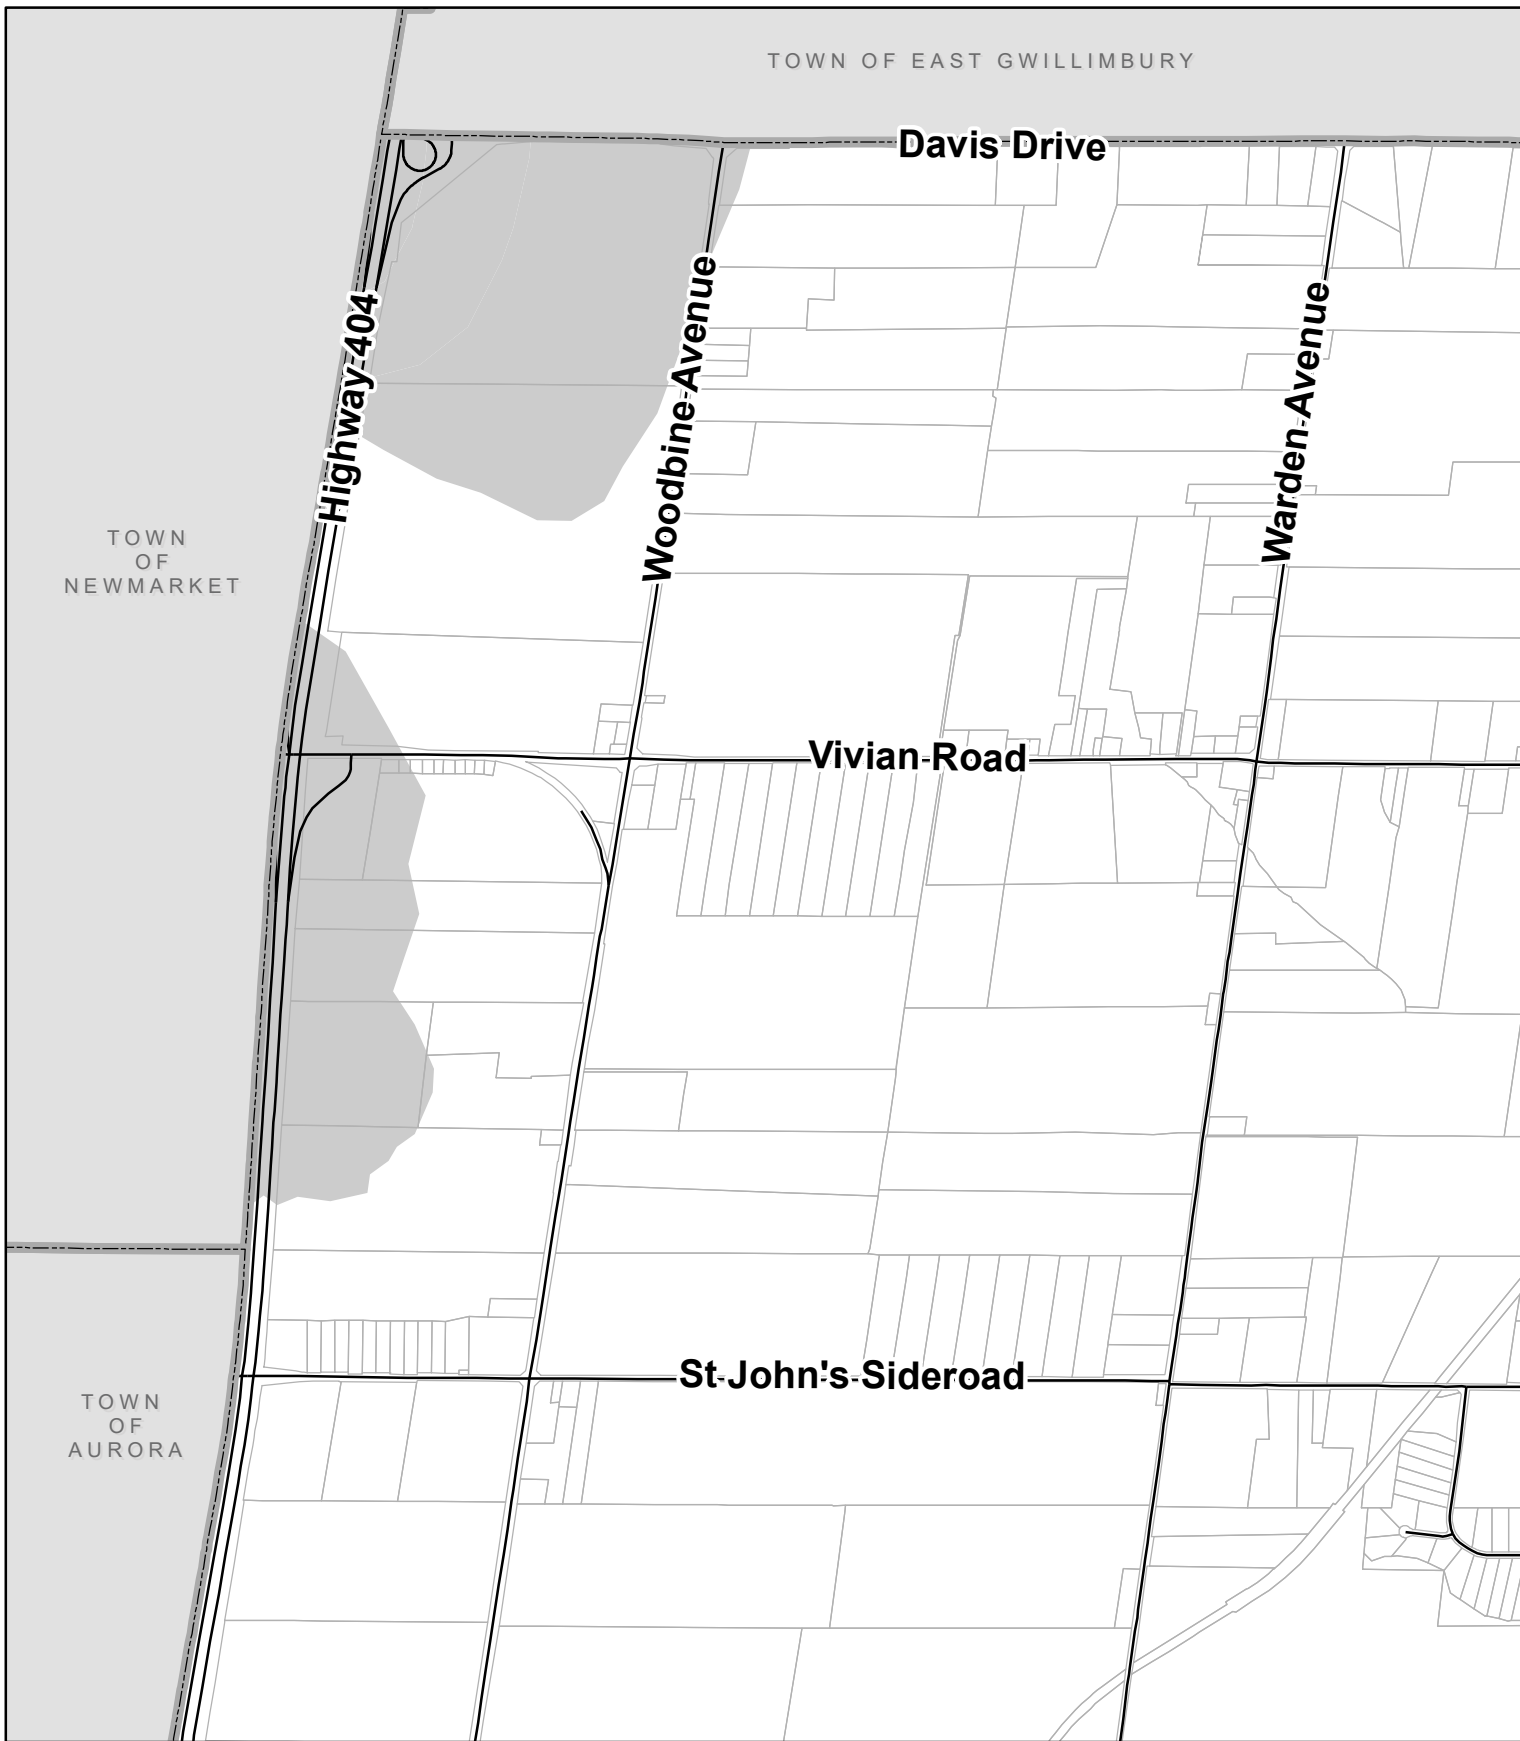 TOWN OF EAST GWILLIMBURY
Davis Drive
Highway 404
Woodbine Avenue
Warden Avenue
TOWN
OF
NEWMARKET
Vivian Road
St John's Sideroad
TOWN
OF
AURORA